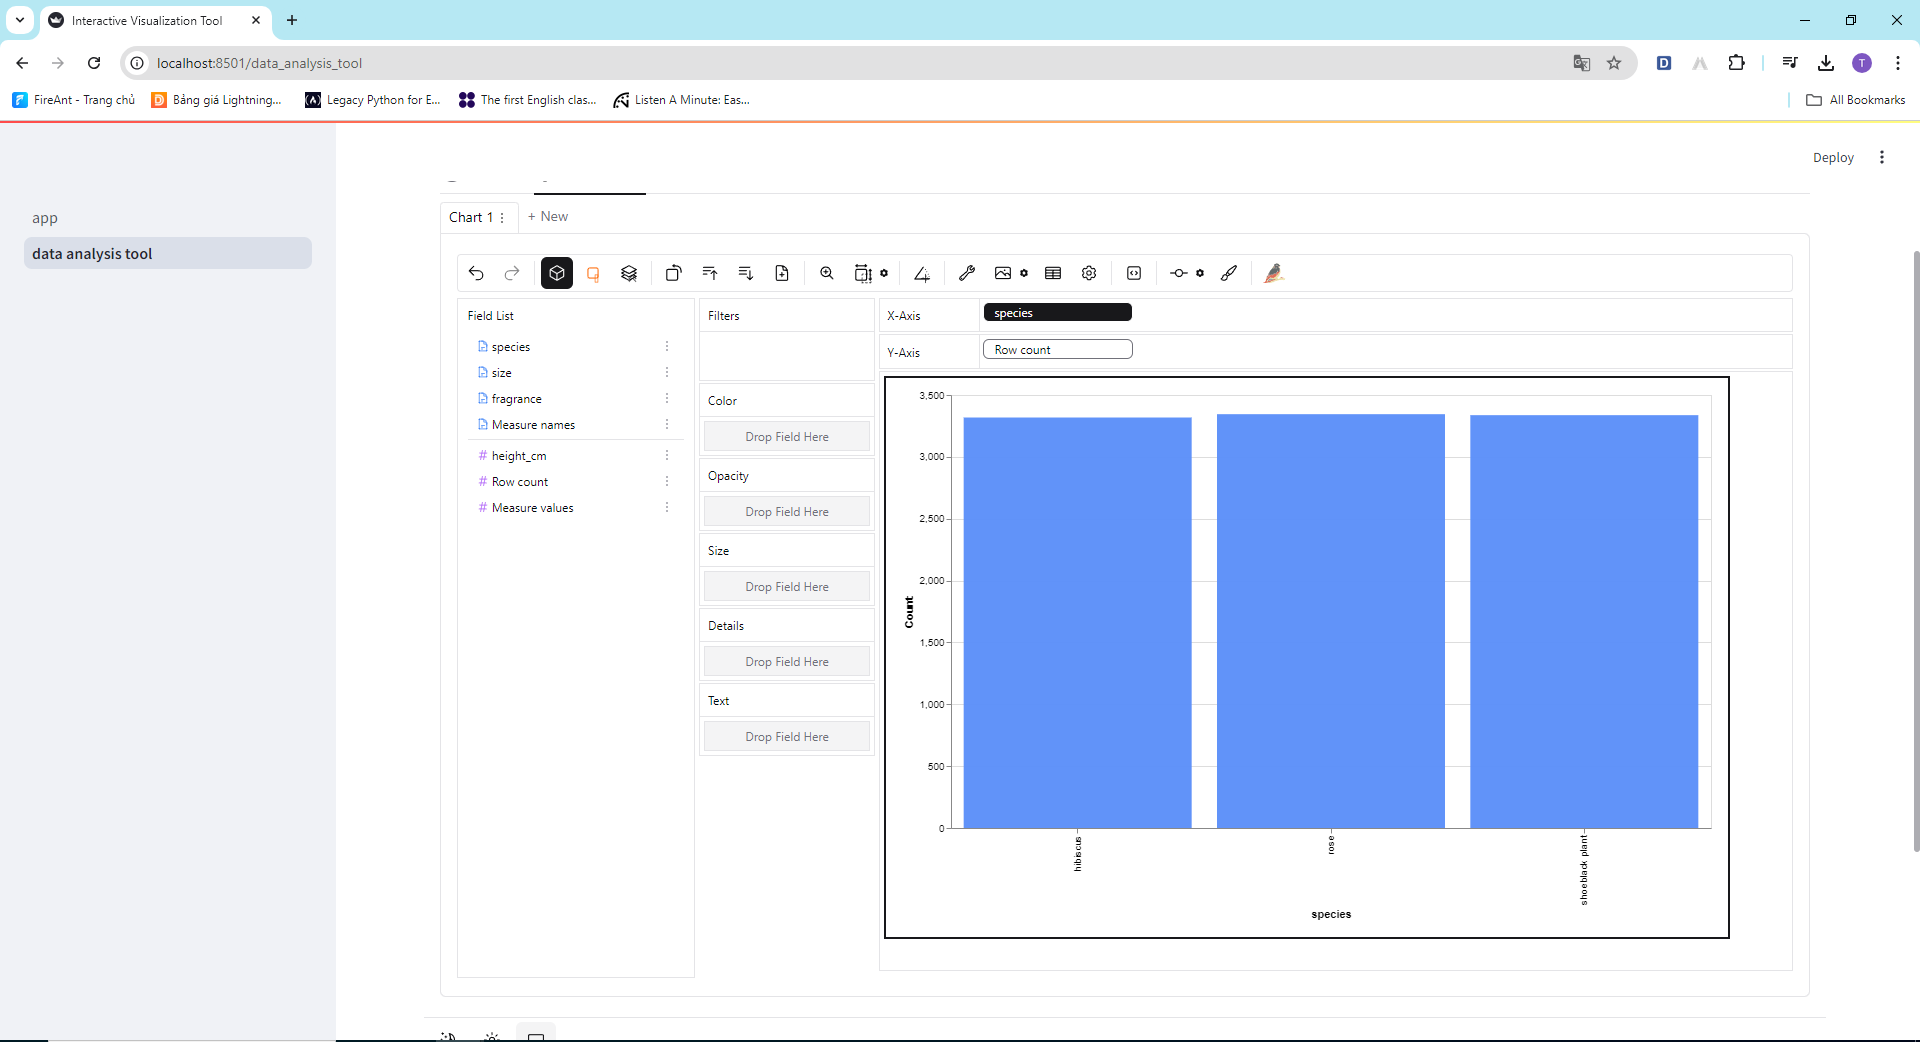 Interactive Visualization Tool
localhost:8501/data_analysis_tool
T
FireAnt - Trang chủ
Bảng giá Lightning...
Legacy Python for E...
The first English clas...
Listen A Minute: Eas...
All Bookmarks
Deploy
app
data analysis tool
Chart 1
+ New
Field List
species
size
fragrance
Measure names
# height_cm
# Row count
# Measure values
Filters
Color
Drop Field Here
Opacity
Drop Field Here
Size
Drop Field Here
Details
Drop Field Here
Text
Drop Field Here
X-Axis
species
Y-Axis
Row count
3,500
3,000
2,500
2,000
1,500
1,000
500
0
Count
hibiscus
rose
shoeblack plant
species